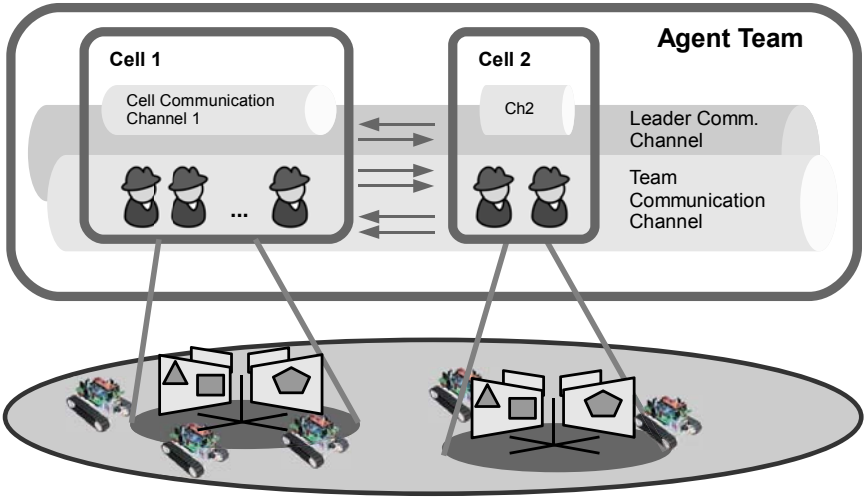 Agent Team
Cell 1
Cell 2
Cell Communication
Channel 1
Ch2
Leader Comm.
Channel
Team
Communication
Channel
...